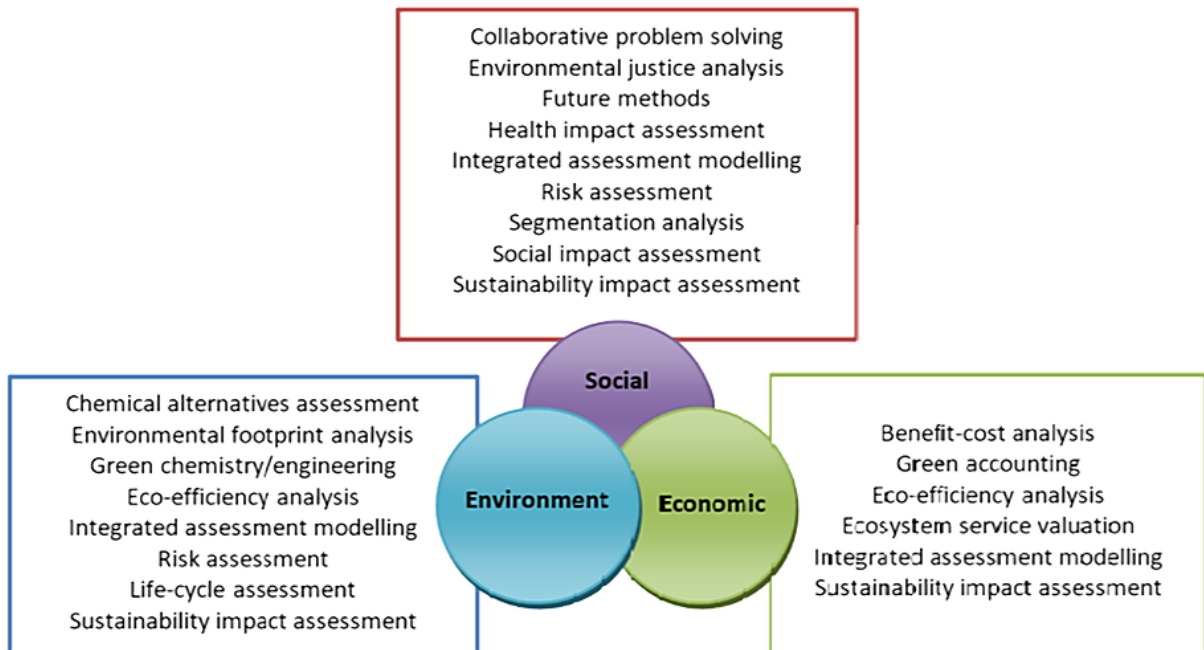 Collaborative problem solving
Environmental justice analysis
Future methods
Health impact assessment
Integrated assessment modelling
Risk assessment
Segmentation analysis
Social impact assessment
Sustainability impact assessment
Social
Chemical alternatives assessment
Environmental footprint analysis
Green chemistry/engineering
Eco-efficiency analysis
Integrated assessment modelling
Risk assessment
Life-cycle assessment
Sustainability impact assessment
Environment
Economic
Benefit-cost analysis
Green accounting
Eco-efficiency analysis
Ecosystem service valuation
Integrated assessment modelling
Sustainability impact assessment